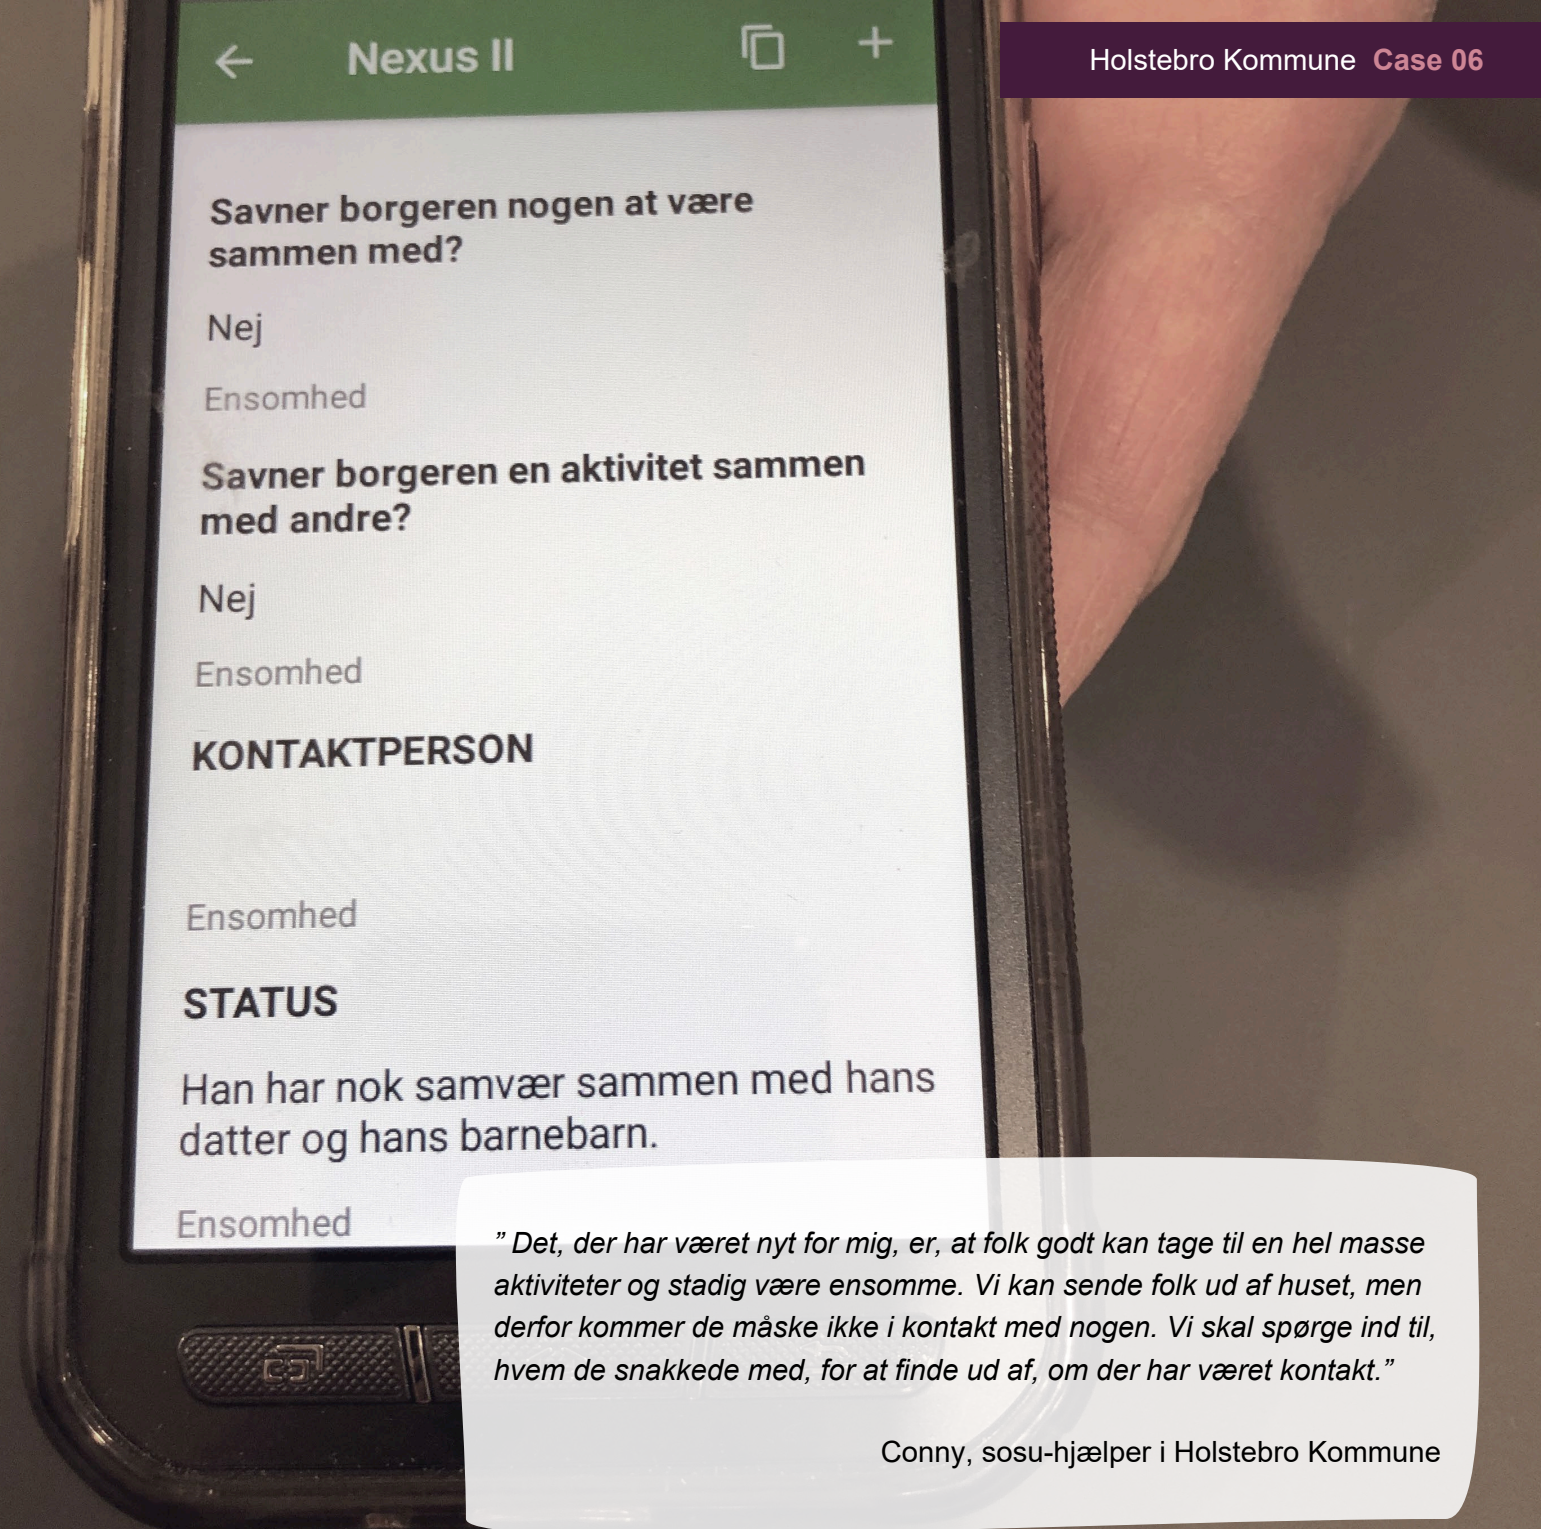 Nexus II
Holstebro Kommune Case 06
Savner borgeren nogen at være
sammen med?
Nej
Ensomhed
Savner borgeren en aktivitet sammen
med andre?
Nej
Ensomhed
KONTAKTPERSON
Ensomhed
STATUS
Han har nok samvær sammen med hans
datter og hans barnebarn.
Ensomhed
” Det, der har været nyt for mig, er, at folk godt kan tage til en hel masse
aktiviteter og stadig være ensomme. Vi kan sende folk ud af huset, men
derfor kommer de måske ikke i kontakt med nogen. Vi skal spørge ind til,
hvem de snakkede med, for at finde ud af, om der har været kontakt.”
Conny, sosu-hjælper i Holstebro Kommune